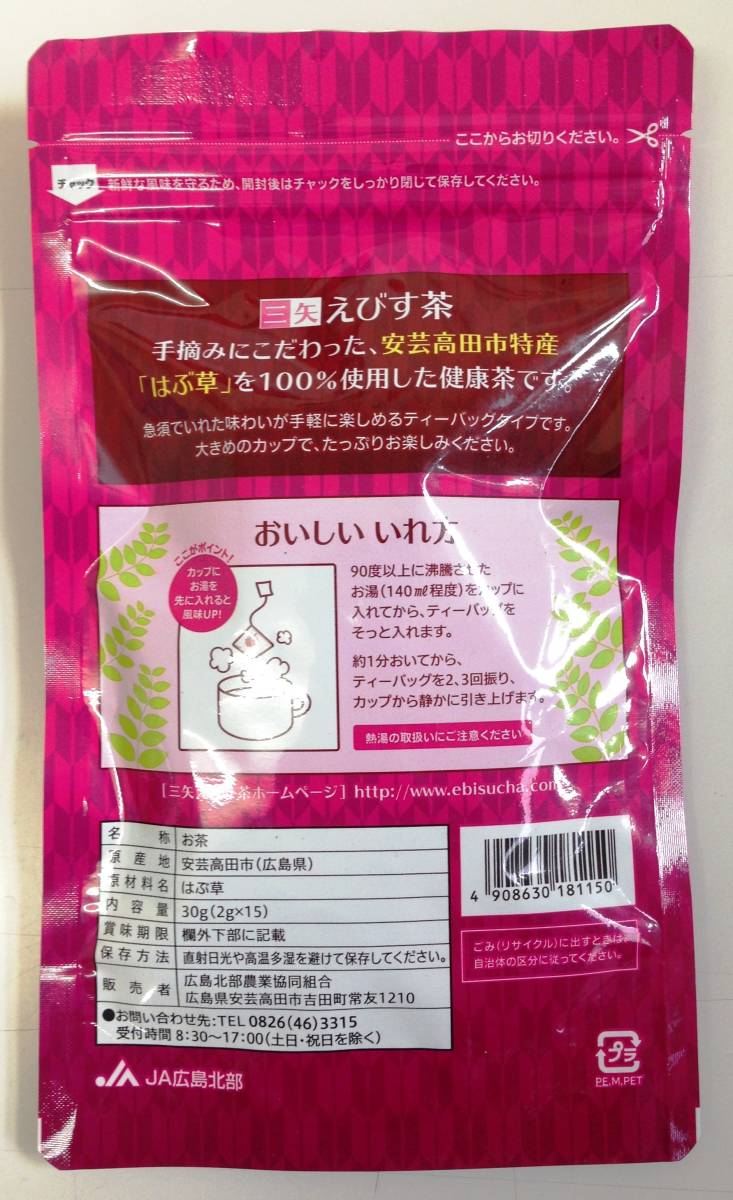 ここからお切りください。
チャック
新鮮な風味を守るため、開封後はチャックをしっかり閉じて保存してください。
三矢えびす茶
手摘みにこだわった、安芸高田市特産
「はぶ草」を100%使用した健康茶です。
急須でいれた味わいが手軽に楽しめるティーバッグタイプです。
大きめのカップで、たっぷりお楽しみください。
おいしい いれ方
ここがポイント!
カップに
お湯を
先に入れると
風味UP!
90度以上に沸騰させた
お湯(140㎖程度)をカップに
入れてから、ティーバッグを
そっと入れます。
約1分おいてから、
ティーバッグを2、3回振り、
カップから静かに引き上げます。
熱湯の取扱いにご注意ください
[三矢えびす茶ホームページ] http://www.ebisucha.com
名称 お茶
原産地 安芸高田市(広島県)
原材料名 はぶ草
内容量 30g(2g×15)
賞味期限 欄外下部に記載
保存方法 直射日光や高温多湿を避けて保存してください。
販売者 広島北部農業協同組合
広島県安芸高田市吉田町常友1210
●お問い合わせ先:TEL 0826(46)3315
受付時間 8:30〜17:00(土日・祝日を除く)
4 908630 181150
ごみ(リサイクル)に出すときは、
自治体の区分に従ってください。
JA広島北部
プラ
P.E.M.PET